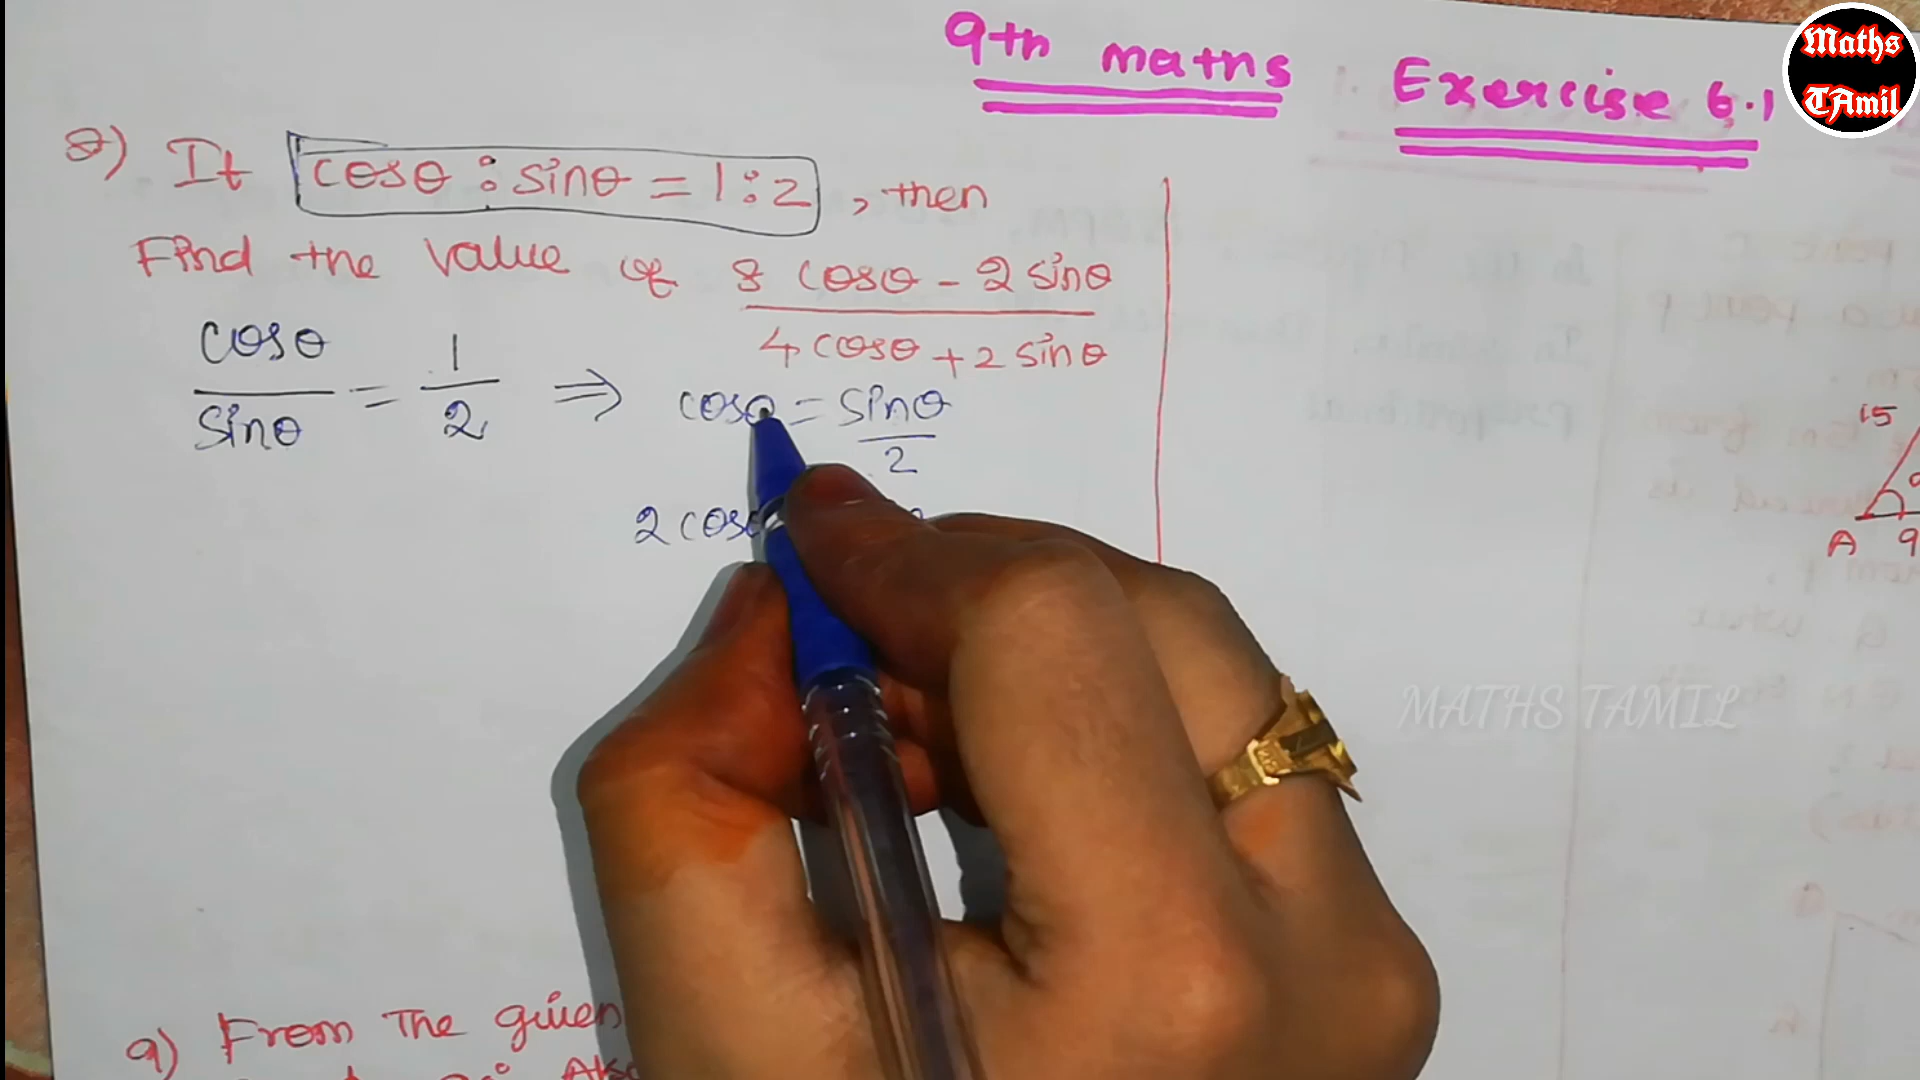 9th maths Exercise 6.1
Maths
TAmil
8) If cosθ : sinθ = 1:2, then
Find the value of 8 cosθ - 2 sinθ
4 cosθ + 2 sinθ
cosθ
sinθ
= 1
2
⇒ cosθ = sinθ
2
2 cosθ
15
A 9
MATHS TAMIL
9) From The given